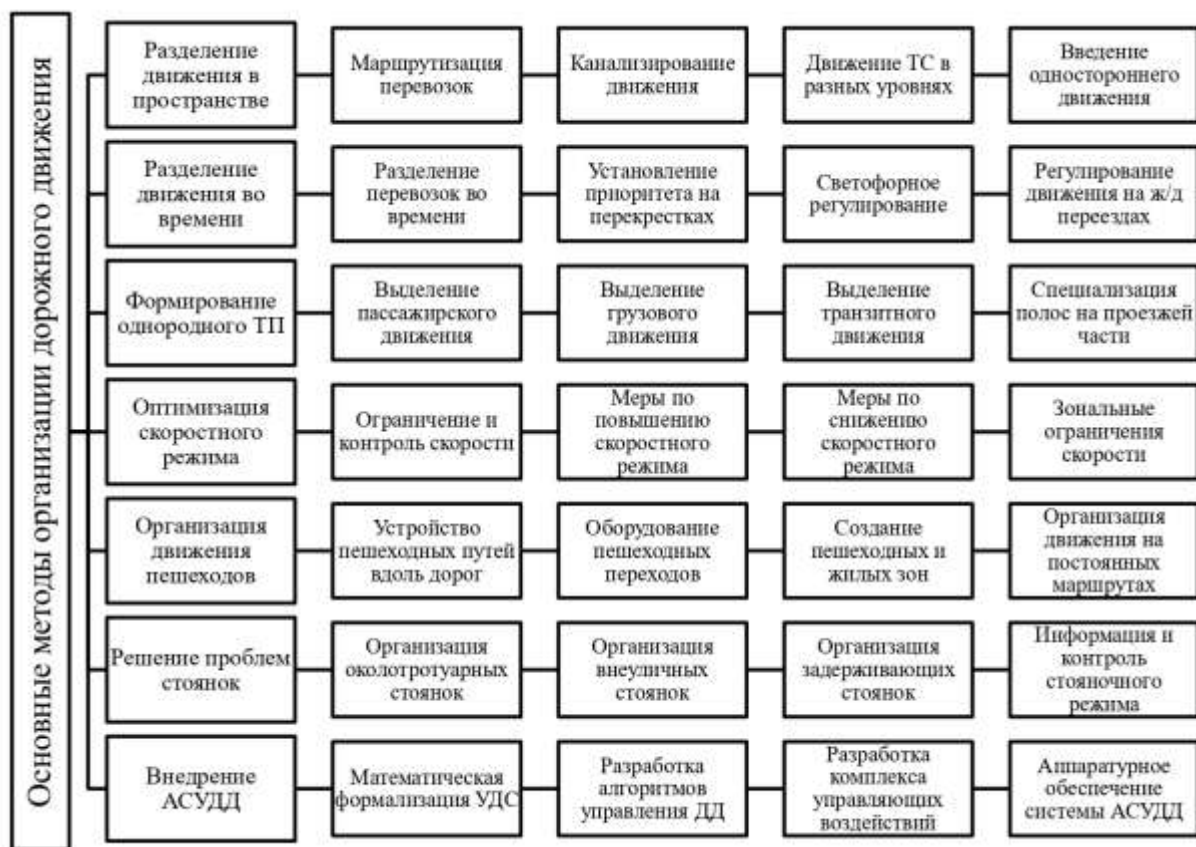 Основные методы организации дорожного движения
Разделение
движения в
пространстве
Маршрутизация
перевозок
Канализирование
движения
Движение ТС в
разных уровнях
Введение
одностороннего
движения
Разделение
движения во
времени
Разделение
перевозок во
времени
Установление
приоритета на
перекрестках
Светофорное
регулирование
Регулирование
движения на ж/д
переездах
Формирование
однородного ТП
Выделение
пассажирского
движения
Выделение
грузового
движения
Выделение
транзитного
движения
Специализация
полос на проезжей
части
Оптимизация
скоростного
режима
Ограничение и
контроль скорости
Меры по
повышению
скоростного
режима
Меры по
снижению
скоростного
режима
Зональные
ограничения
скорости
Организация
движения
пешеходов
Устройство
пешеходных путей
вдоль дорог
Оборудование
пешеходных
переходов
Создание
пешеходных и
жилых зон
Организация
движения на
постоянных
маршрутах
Решение проблем
стоянок
Организация
околотротуарных
стоянок
Организация
внеуличных
стоянок
Организация
задерживающих
стоянок
Информация и
контроль
стояночного
режима
Внедрение
АСУДД
Математическая
формализация УДС
Разработка
алгоритмов
управления ДД
Разработка
комплекса
управляющих
воздействий
Аппаратурное
обеспечение
системы АСУДД